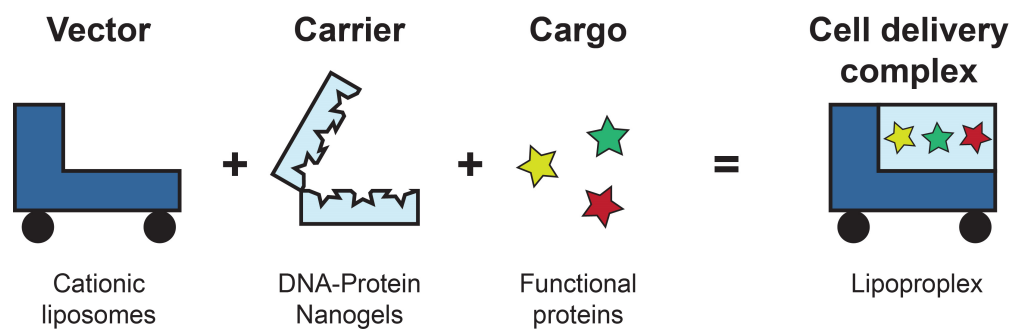 Vector
Carrier
Cargo
Cell delivery
complex
+
+
=
Cationic
liposomes
DNA-Protein
Nanogels
Functional
proteins
Lipoproplex